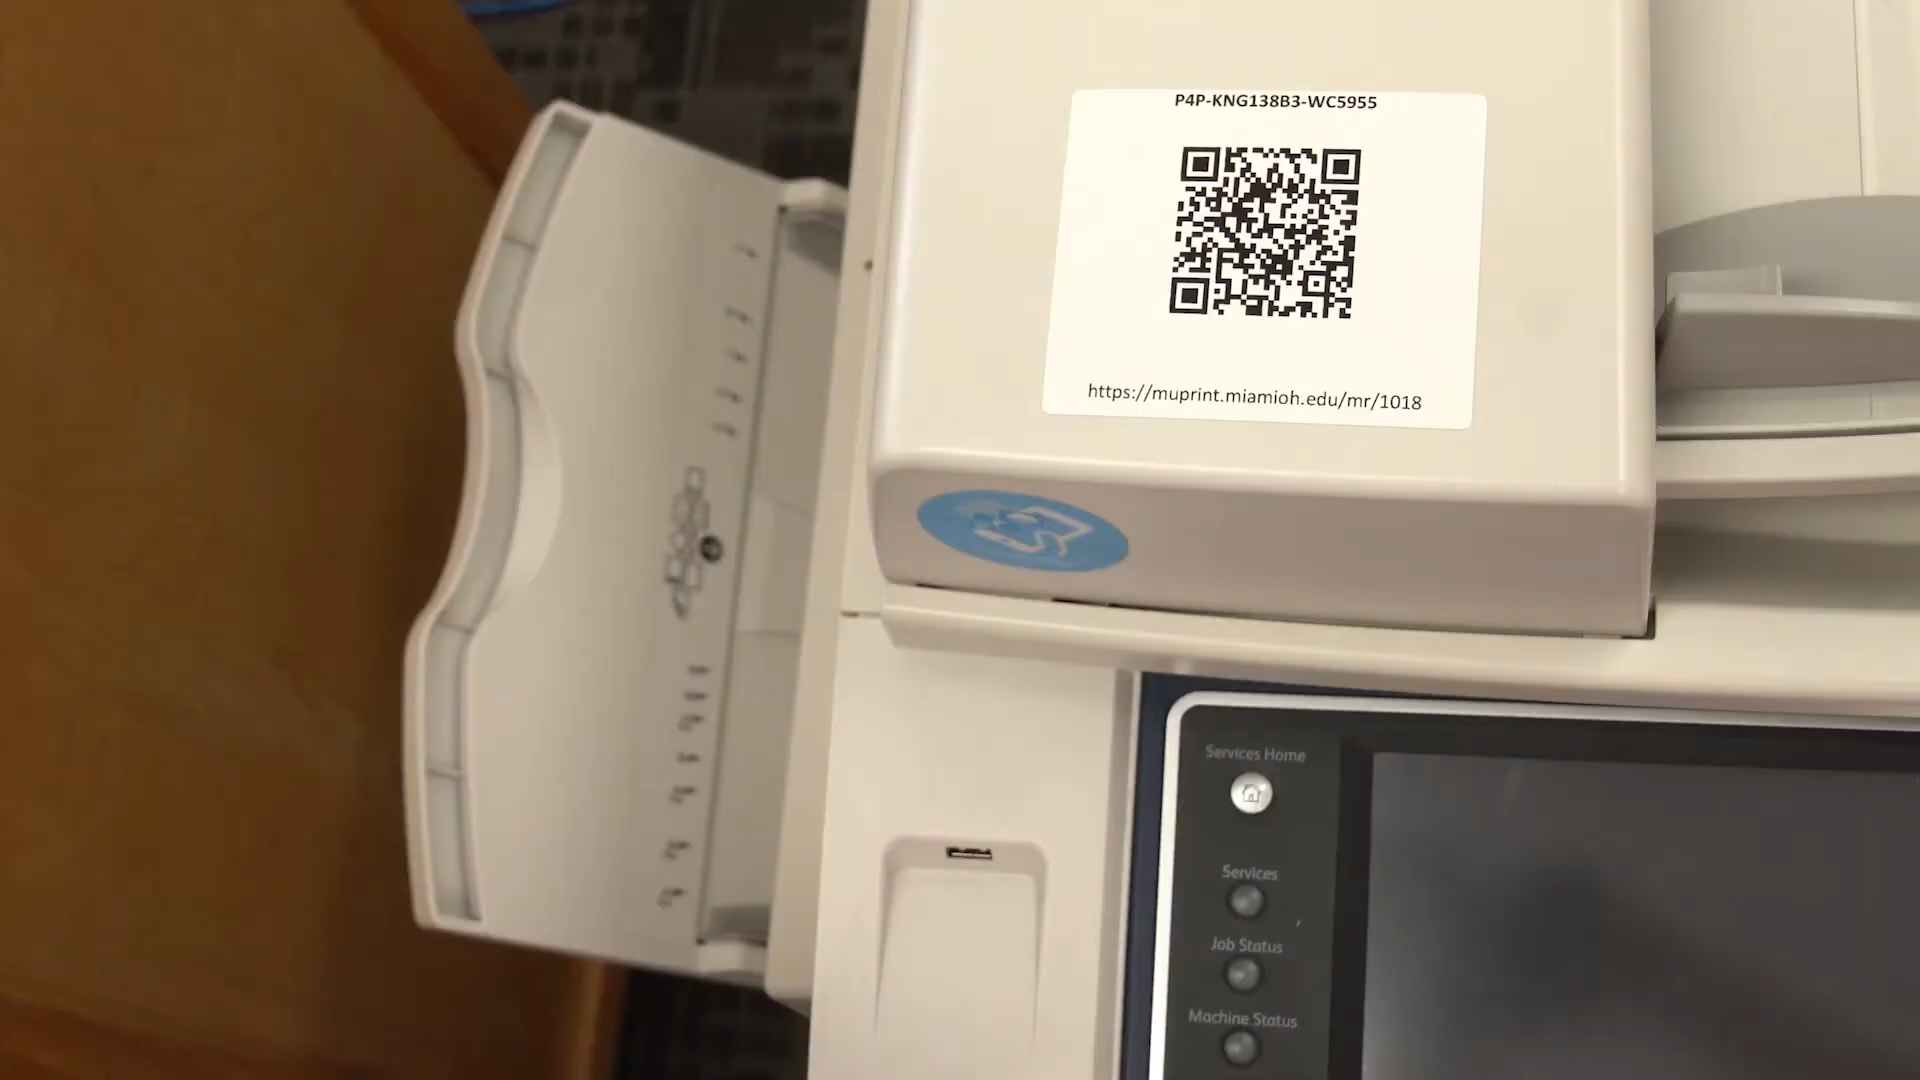 P4P-KNG138B3-WC5955
https://muprint.miamioh.edu/mr/1018
Services Home
Services
Job Status
Machine Status